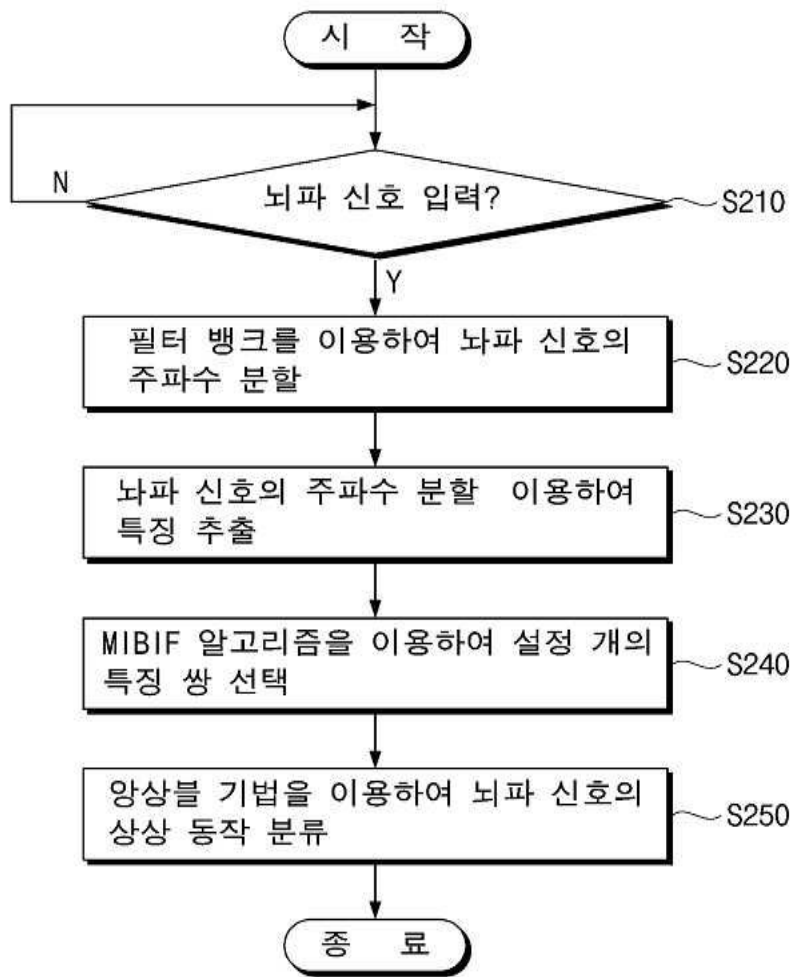 시 작
N
뇌파 신호 입력?
S210
Y
필터 뱅크를 이용하여 뇌파 신호의
주파수 분할
S220
뇌파 신호의 주파수 분할 이용하여
특징 추출
S230
MIBIF 알고리즘을 이용하여 설정 개의
특징 쌍 선택
S240
앙상블 기법을 이용하여 뇌파 신호의
상상 동작 분류
S250
종 료